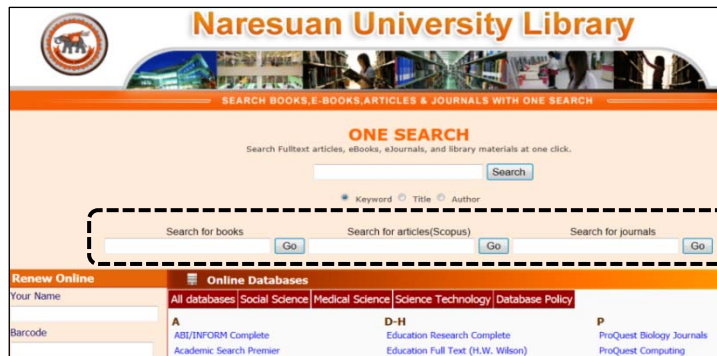 Naresuan University Library
SEARCH BOOKS,E-BOOKS,ARTICLES & JOURNALS WITH ONE SEARCH
ONE SEARCH
Search Fulltext articles, eBooks, eJournals, and library materials at one click.
Search
Keyword Title Author
Search for books Search for articles(Scopus) Search for journals
Go Go Go
Renew Online Online Databases
Your Name All databases Social Science Medical Science Science Technology Database Policy
A D-H P
Barcode ABI/INFORM Complete Education Research Complete ProQuest Biology Journals
Academic Search Premier Education Full Text (H.W. Wilson) ProQuest Computing